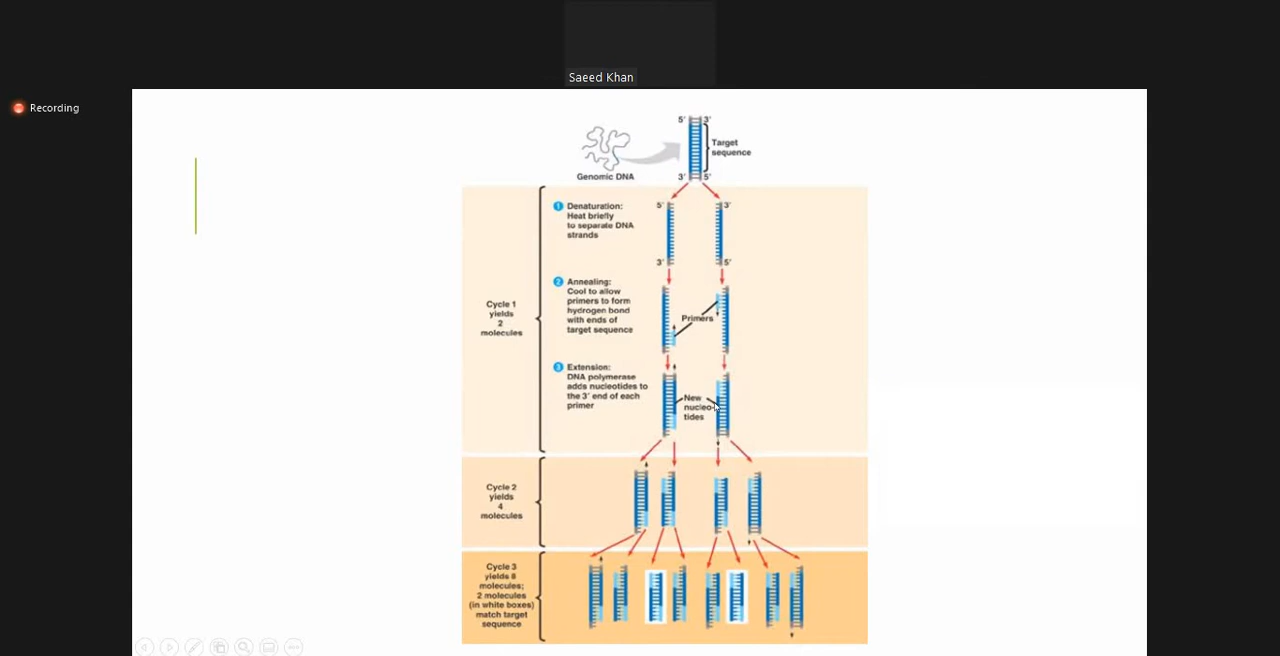 Saeed Khan
Recording
5' 3'
Target
sequence
Genomic DNA
3' 5'
1 Denaturation:
Heat briefly
to separate DNA
strands
5' 3'
3' 5'
2 Annealing:
Cool to allow
primers to form
hydrogen bond
with ends of
target sequence
Cycle 1
yields
2
molecules
Primers
3 Extension:
DNA polymerase
adds nucleotides to
the 3' end of each
primer
New
nucleo-
tides
Cycle 2
yields
4
molecules
Cycle 3
yields 8
molecules;
2 molecules
(in white boxes)
match target
sequence